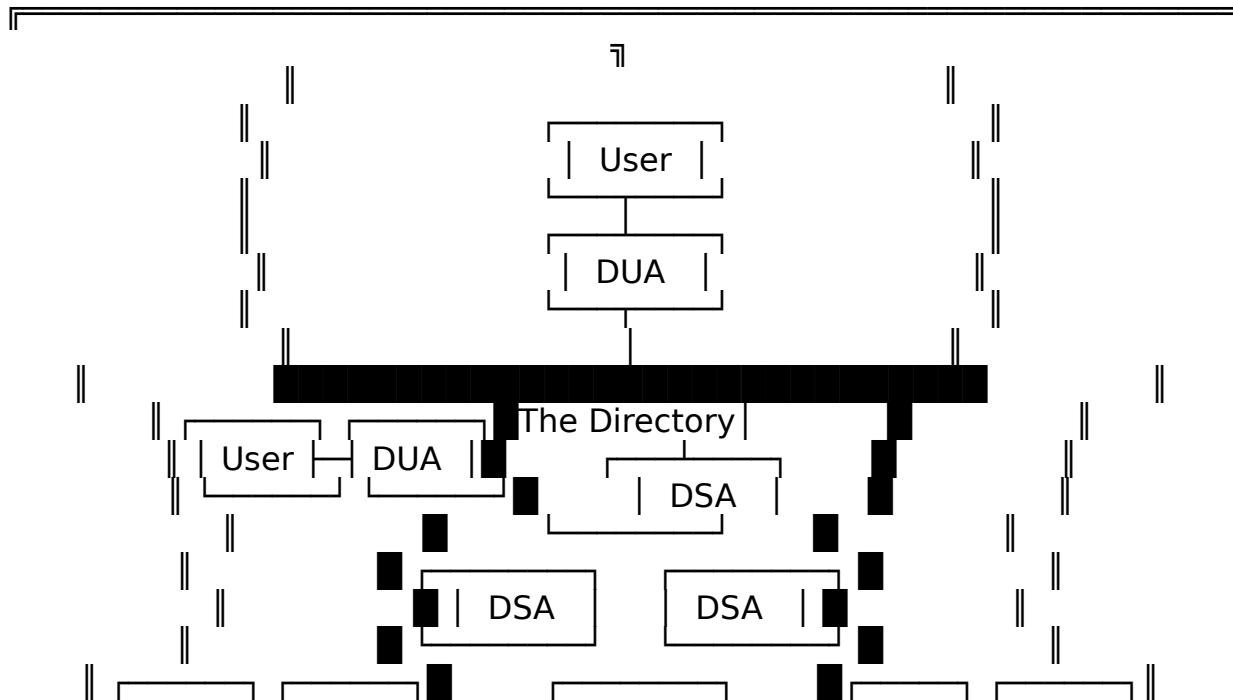 User
DUA
The Directory
User DUA
DSA
DSA DSA